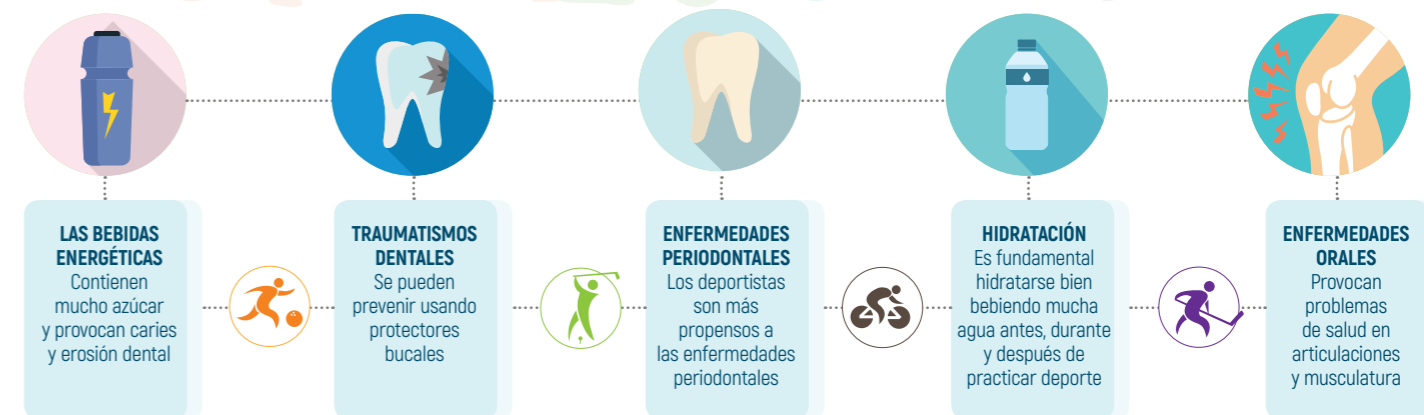 LAS BEBIDAS
ENERGÉTICAS
Contienen
mucho azúcar
y provocan caries
y erosión dental
TRAUMATISMOS
DENTALES
Se pueden
prevenir usando
protectores
bucales
ENFERMEDADES
PERIODONTALES
Los deportistas
son más
propensos a
las enfermedades
periodontales
HIDRATACIÓN
Es fundamental
hidratarse bien
bebiendo mucha
agua antes, durante
y después de
practicar deporte
ENFERMEDADES
ORALES
Provocan
problemas
de salud en
articulaciones
y musculatura